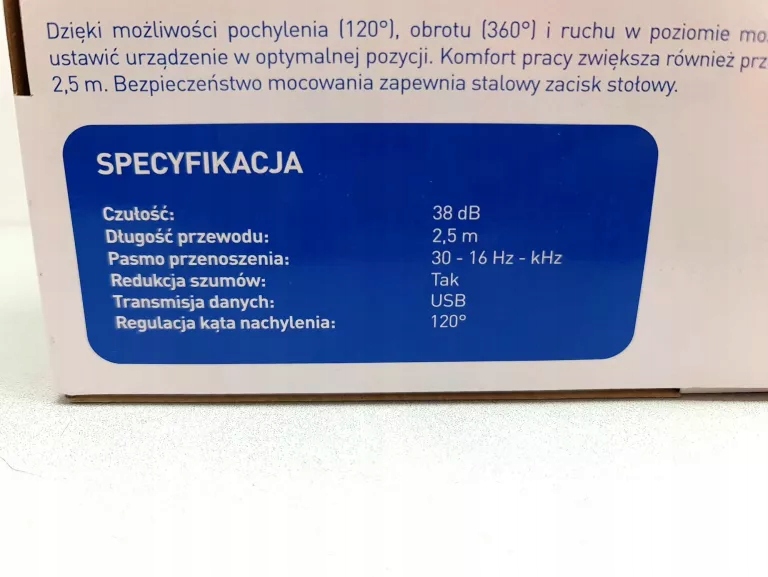 Dzięki możliwości pochylenia (120°), obrotu (360°) i ruchu w poziomie
ustawić urządzenie w optymalnej pozycji. Komfort pracy zwiększa również
2,5 m. Bezpieczeństwo mocowania zapewnia stalowy zacisk stołowy.
SPECYFIKACJA
Czułość: 38 dB
Długość przewodu: 2,5 m
Pasmo przenoszenia: 30 - 16 Hz - kHz
Redukcja szumów: Tak
Transmisja danych: USB
Regulacja kąta nachylenia: 120°